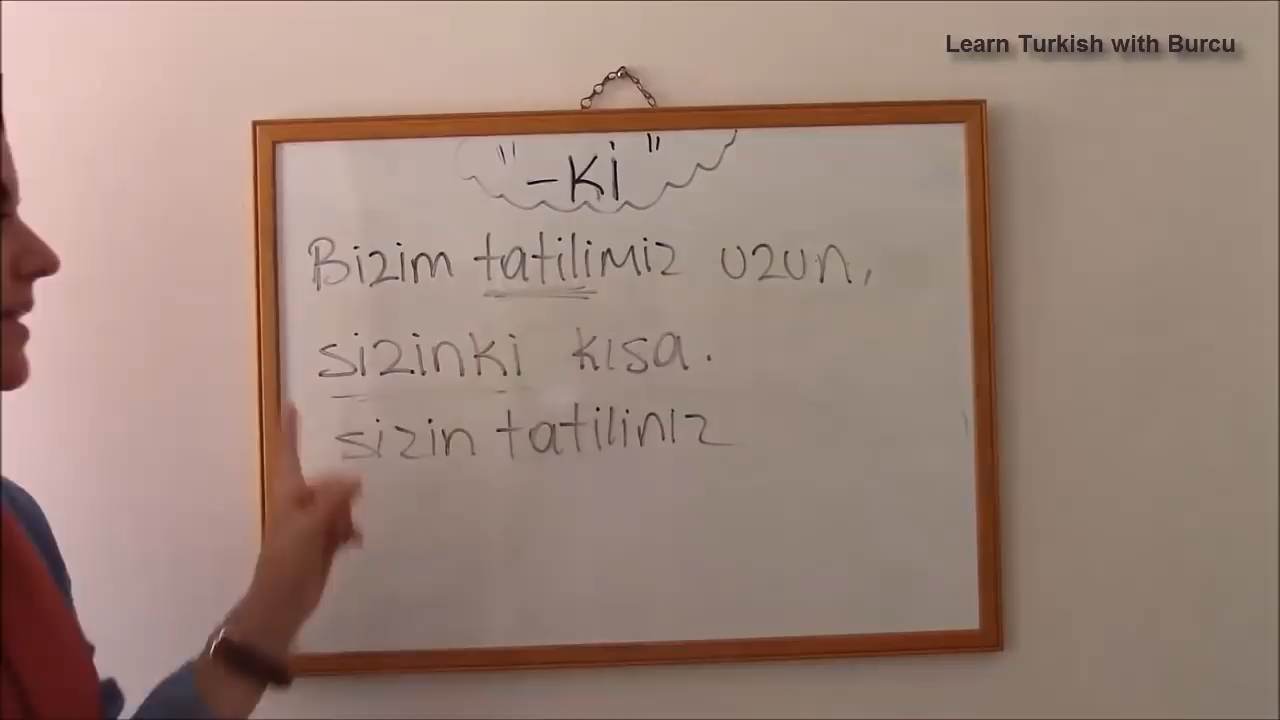 Learn Turkish with Burcu
"-Ki"
Bizim tatilimiz uzun,
sizinki kısa.
sizin tatiliniz